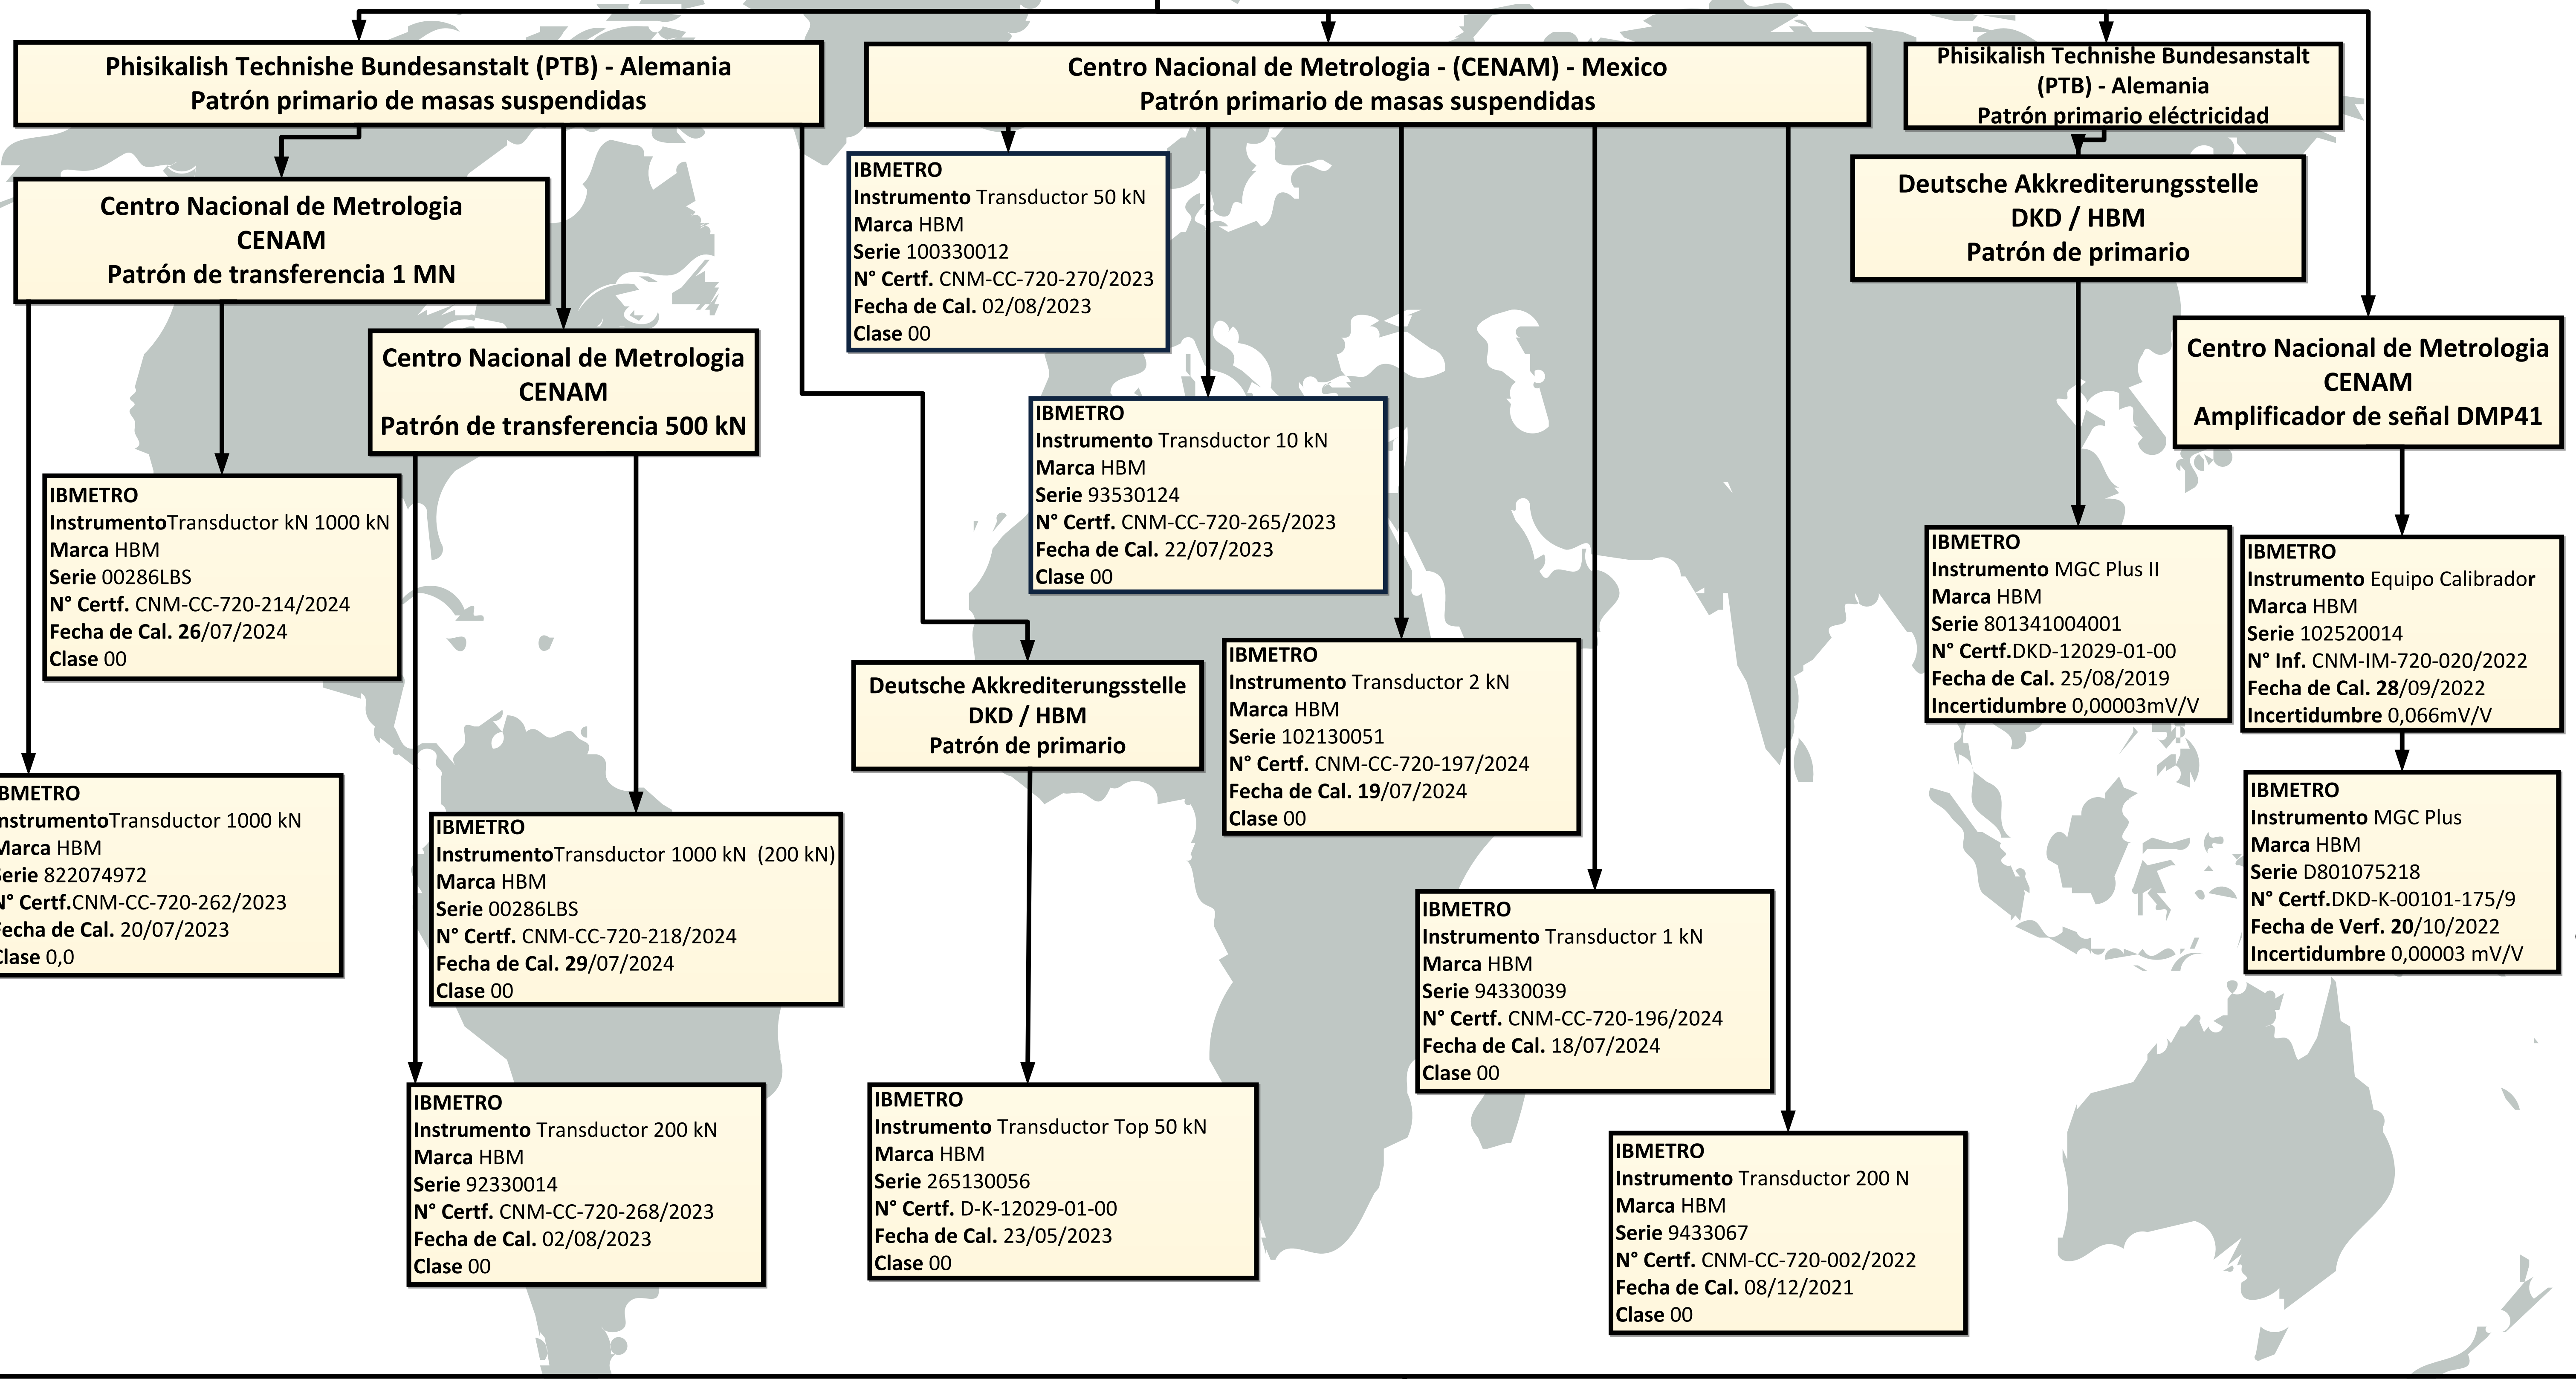 Phisikalish Technishe Bundesanstalt (PTB) - Alemania
Patrón primario de masas suspendidas
Centro Nacional de Metrologia - (CENAM) - Mexico
Patrón primario de masas suspendidas
Phisikalish Technishe Bundesanstalt
(PTB) - Alemania
Patrón primario eléctricidad
Centro Nacional de Metrologia
CENAM
Patrón de transferencia 1 MN
IBMETRO
Instrumento Transductor 50 kN
Marca HBM
Serie 100330012
N° Certf. CNM-CC-720-270/2023
Fecha de Cal. 02/08/2023
Clase 00
Deutsche Akkrediterungsstelle
DKD / HBM
Patrón de primario
Centro Nacional de Metrologia
CENAM
Patrón de transferencia 500 kN
Centro Nacional de Metrologia
CENAM
Amplificador de señal DMP41
IBMETRO
Instrumento Transductor 10 kN
Marca HBM
Serie 93530124
N° Certf. CNM-CC-720-265/2023
Fecha de Cal. 22/07/2023
Clase 00
IBMETRO
InstrumentoTransductor kN 1000 kN
Marca HBM
Serie 00286LBS
N° Certf. CNM-CC-720-214/2024
Fecha de Cal. 26/07/2024
Clase 00
IBMETRO
Instrumento MGC Plus II
Marca HBM
Serie 801341004001
N° Certf.DKD-12029-01-00
Fecha de Cal. 25/08/2019
Incertidumbre 0,00003mV/V
IBMETRO
Instrumento Equipo Calibrador
Marca HBM
Serie 102520014
N° Inf. CNM-IM-720-020/2022
Fecha de Cal. 28/09/2022
Incertidumbre 0,066mV/V
Deutsche Akkrediterungsstelle
DKD / HBM
Patrón de primario
IBMETRO
Instrumento Transductor 2 kN
Marca HBM
Serie 102130051
N° Certf. CNM-CC-720-197/2024
Fecha de Cal. 19/07/2024
Clase 00
BMETRO
nstrumentoTransductor 1000 kN
Marca HBM
Serie 822074972
N° Certf.CNM-CC-720-262/2023
Fecha de Cal. 20/07/2023
Clase 0,0
IBMETRO
InstrumentoTransductor 1000 kN (200 kN)
Marca HBM
Serie 00286LBS
N° Certf. CNM-CC-720-218/2024
Fecha de Cal. 29/07/2024
Clase 00
IBMETRO
Instrumento MGC Plus
Marca HBM
Serie D801075218
N° Certf.DKD-K-00101-175/9
Fecha de Verf. 20/10/2022
Incertidumbre 0,00003 mV/V
IBMETRO
Instrumento Transductor 1 kN
Marca HBM
Serie 94330039
N° Certf. CNM-CC-720-196/2024
Fecha de Cal. 18/07/2024
Clase 00
IBMETRO
Instrumento Transductor 200 kN
Marca HBM
Serie 92330014
N° Certf. CNM-CC-720-268/2023
Fecha de Cal. 02/08/2023
Clase 00
IBMETRO
Instrumento Transductor Top 50 kN
Marca HBM
Serie 265130056
N° Certf. D-K-12029-01-00
Fecha de Cal. 23/05/2023
Clase 00
IBMETRO
Instrumento Transductor 200 N
Marca HBM
Serie 9433067
N° Certf. CNM-CC-720-002/2022
Fecha de Cal. 08/12/2021
Clase 00